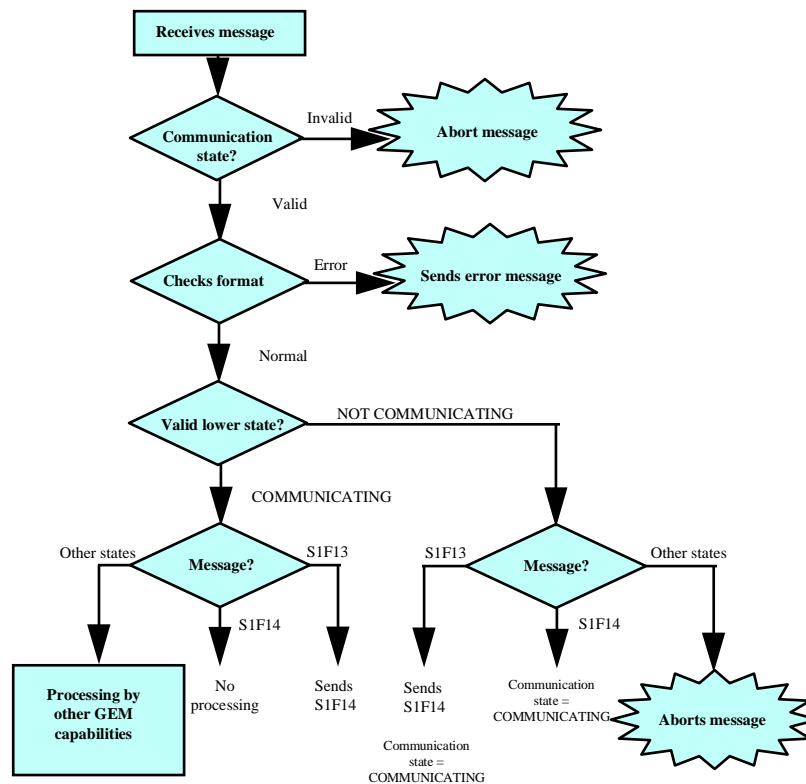 Receives message
Communication
state?
Invalid
Abort message
Valid
Checks format
Error
Sends error message
Normal
Valid lower state?
NOT COMMUNICATING
COMMUNICATING
Other states
Message?
S1F13
S1F14
S1F13
Message?
Other states
S1F14
Processing by
other GEM
capabilities
No
processing
Sends
S1F14
Sends
S1F14
Communication
state =
COMMUNICATING
Communication
state =
COMMUNICATING
Aborts message